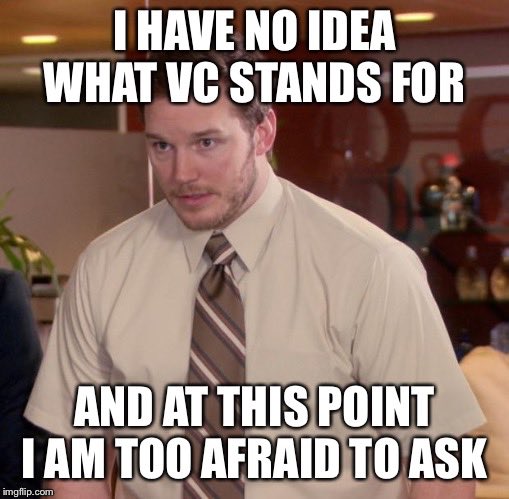 I HAVE NO IDEA
WHAT VC STANDS FOR
AND AT THIS POINT
I AM TOO AFRAID TO ASK
imgflip.com